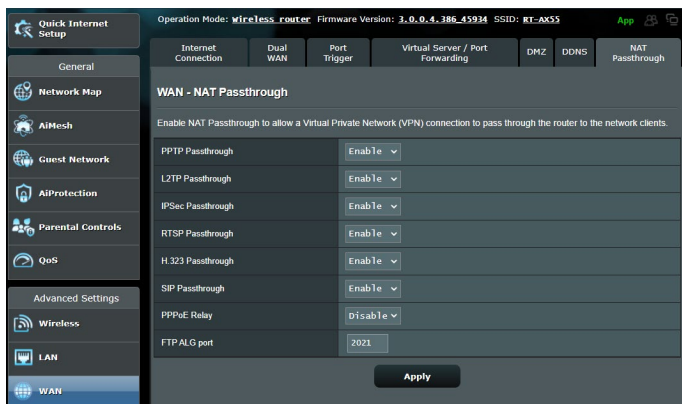 Quick Internet
Setup
Operation Mode: Wireless router Firmware Version: 3.0.0.4.386_45934 SSID: RT-AX55
App
General
Network Map
AiMesh
Guest Network
AiProtection
Parental Controls
QoS
Advanced Settings
Wireless
LAN
WAN
Internet
Connection
Dual
WAN
Port
Trigger
Virtual Server / Port
Forwarding
DMZ
DDNS
NAT
Passthrough
WAN - NAT Passthrough
Enable NAT Passthrough to allow a Virtual Private Network (VPN) connection to pass through the router to the network clients.
PPTP Passthrough Enable
L2TP Passthrough Enable
IPSec Passthrough Enable
RTSP Passthrough Enable
H.323 Passthrough Enable
SIP Passthrough Enable
PPPoE Relay Disable
FTP ALG port 2021
Apply